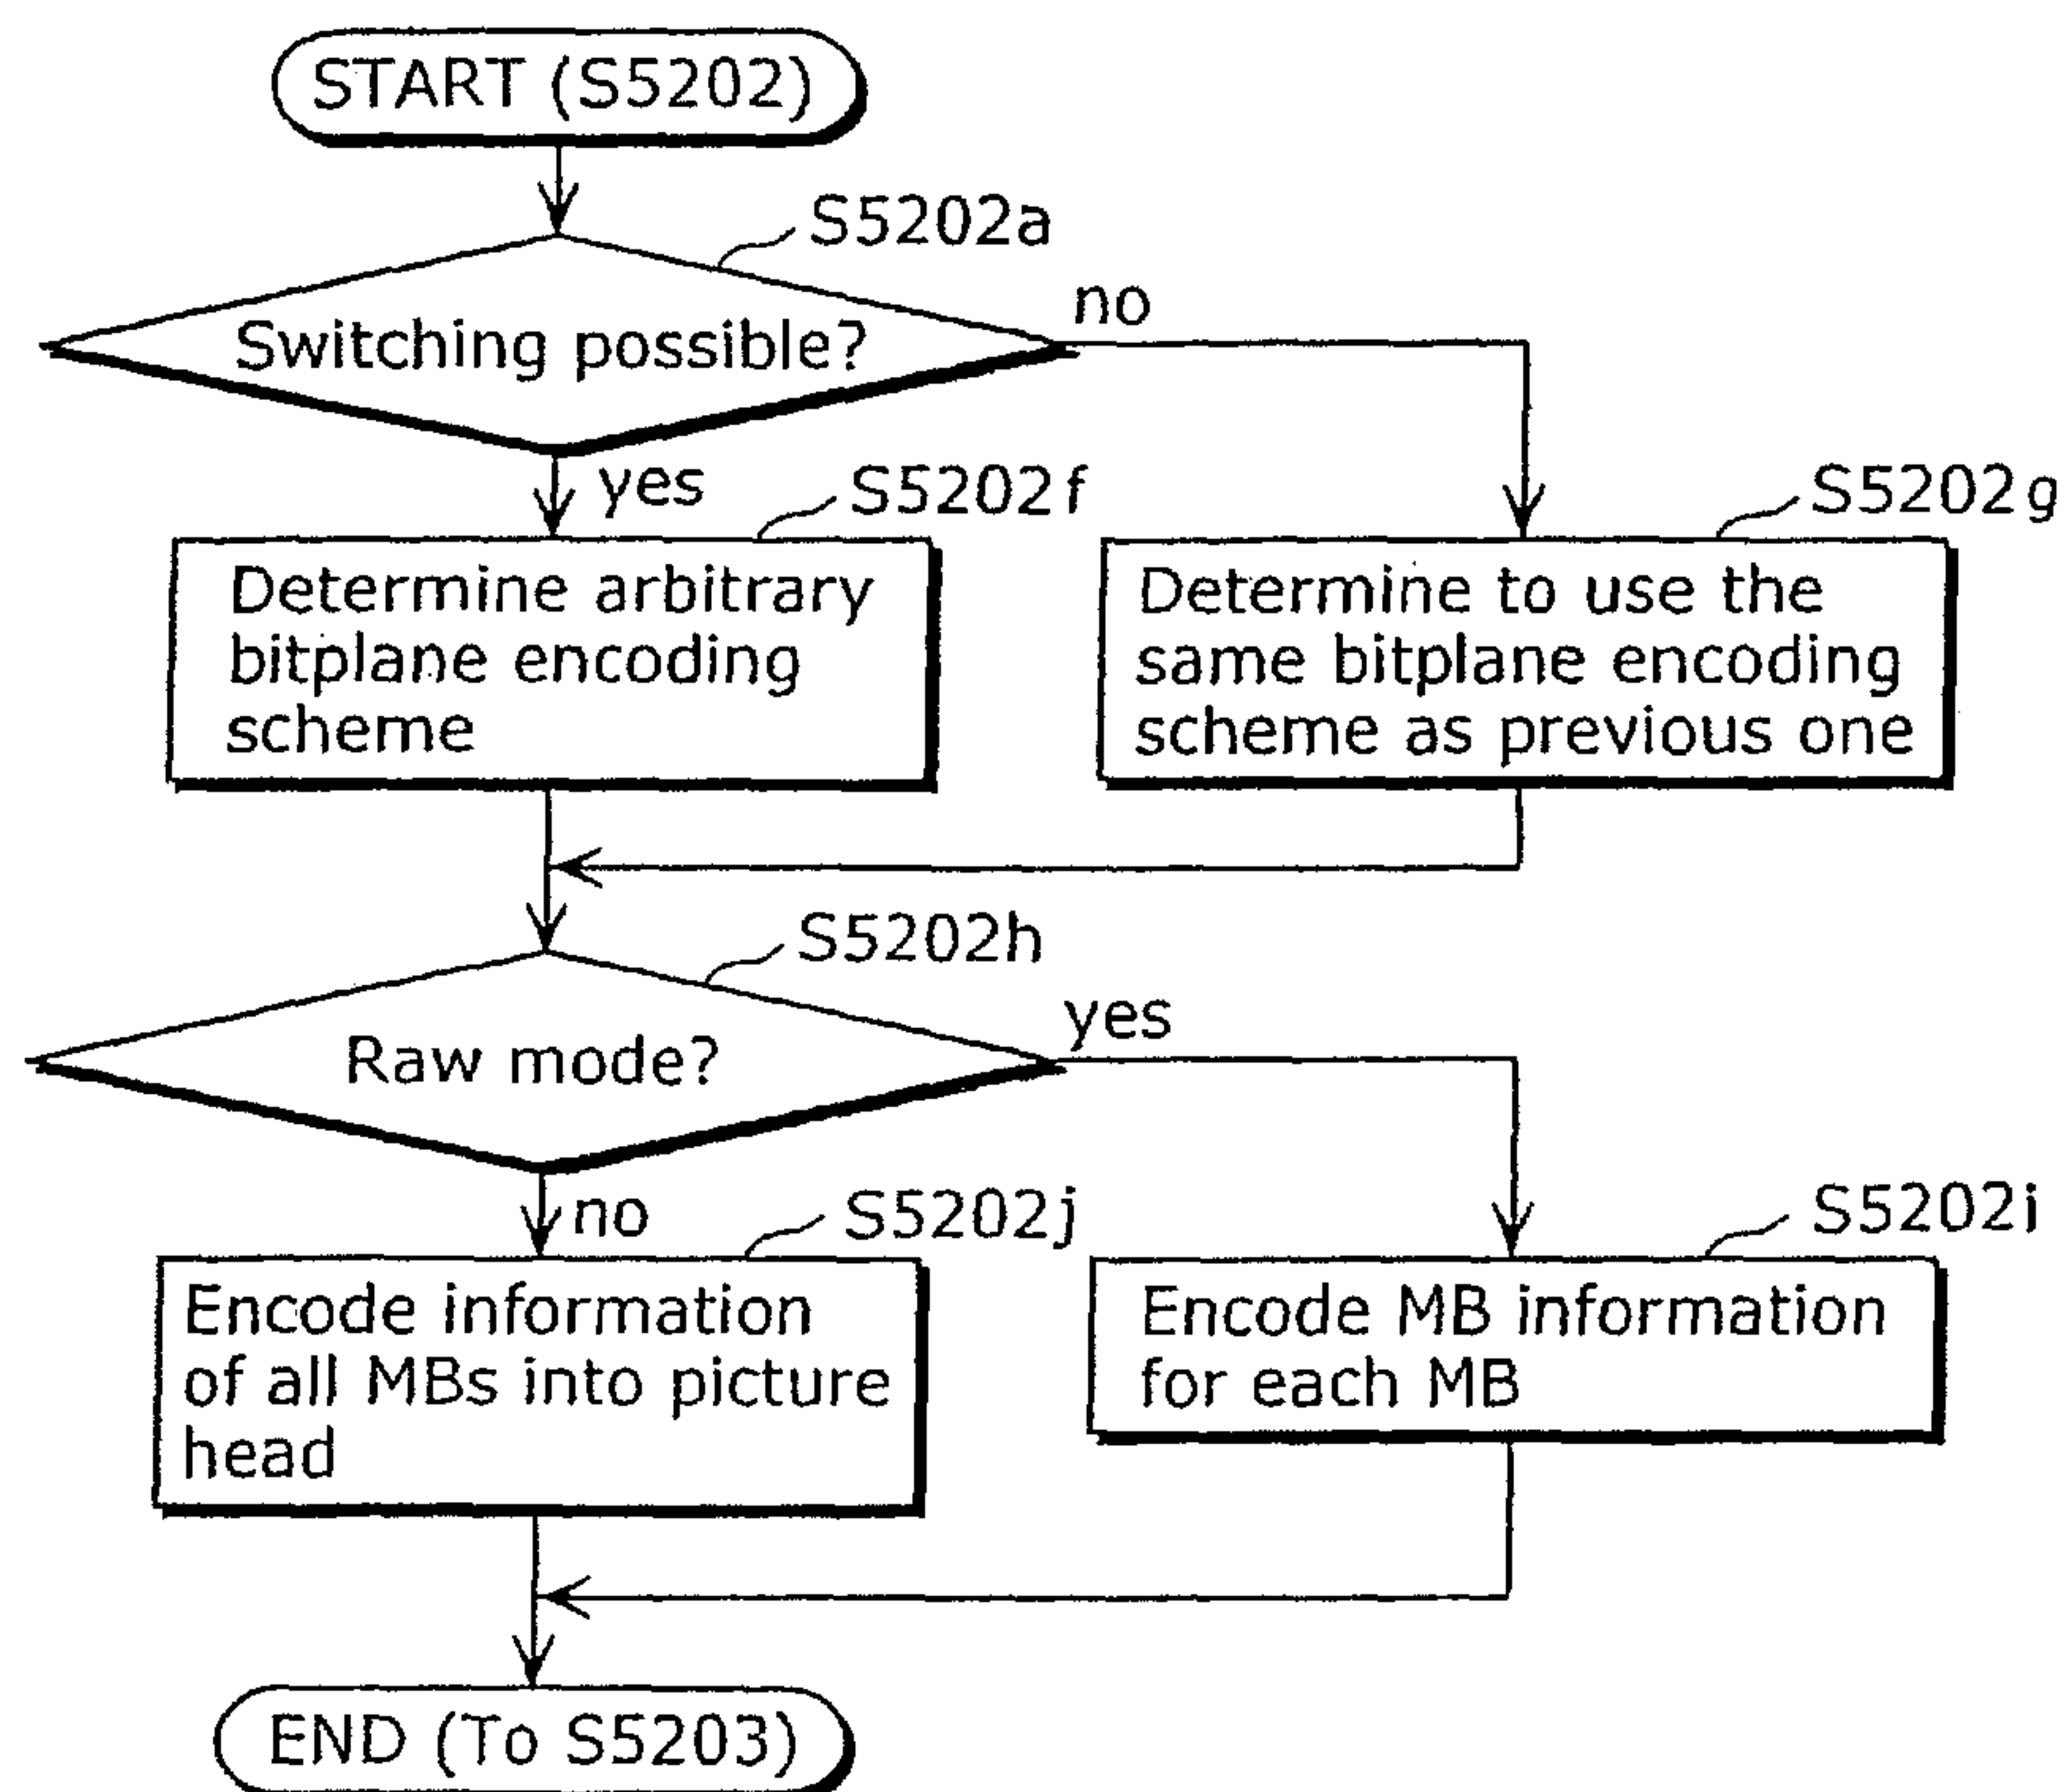 START (S5202)
S5202a
Switching possible?
no
yes
S5202f
S5202g
Determine arbitrary
bitplane encoding
scheme
Determine to use the
same bitplane encoding
scheme as previous one
S5202h
Raw mode?
yes
no
S5202j
S5202i
Encode information
of all MBs into picture
head
Encode MB information
for each MB
END (To S5203)